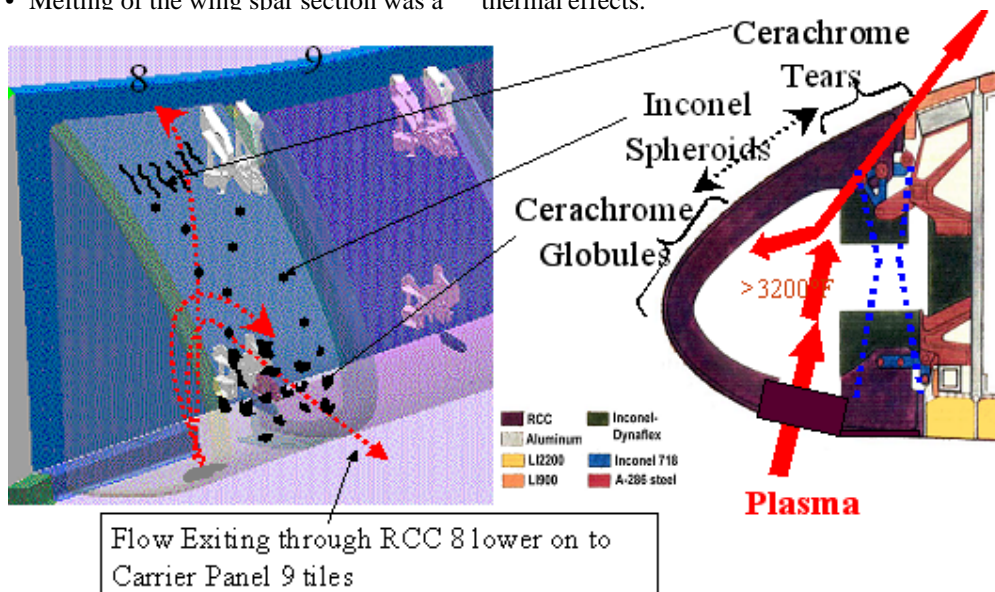 • Melting of the wing spar section was a thermal effects.
8 9
Cerachrome
Tears
Inconel
Spheroids
Cerachrome
Globules
>3200°F
RCC
Aluminum
LI2200
LI900
Inconel-
Dynaflex
Inconel 718
A-286 steel
Plasma
Flow Exiting through RCC 8 lower on to
Carrier Panel 9 tiles